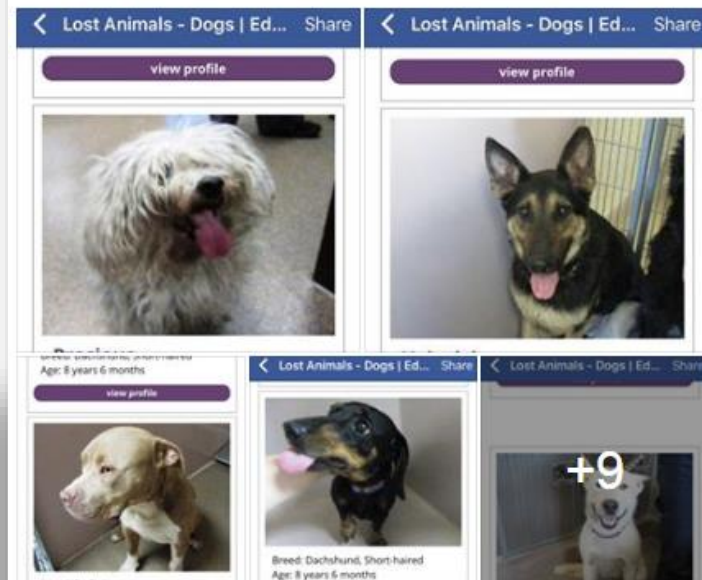 Lost Animals - Dogs | Ed... Share
view profile
Lost Animals - Dogs | Ed... Share
view profile
Age: 8 years 6 months
view profile
Lost Animals - Dogs | Ed... Share
Breed: Dachshund, Short-haired
Age: 8 years 6 months
Lost Animals - Dogs | Ed... Share
+9